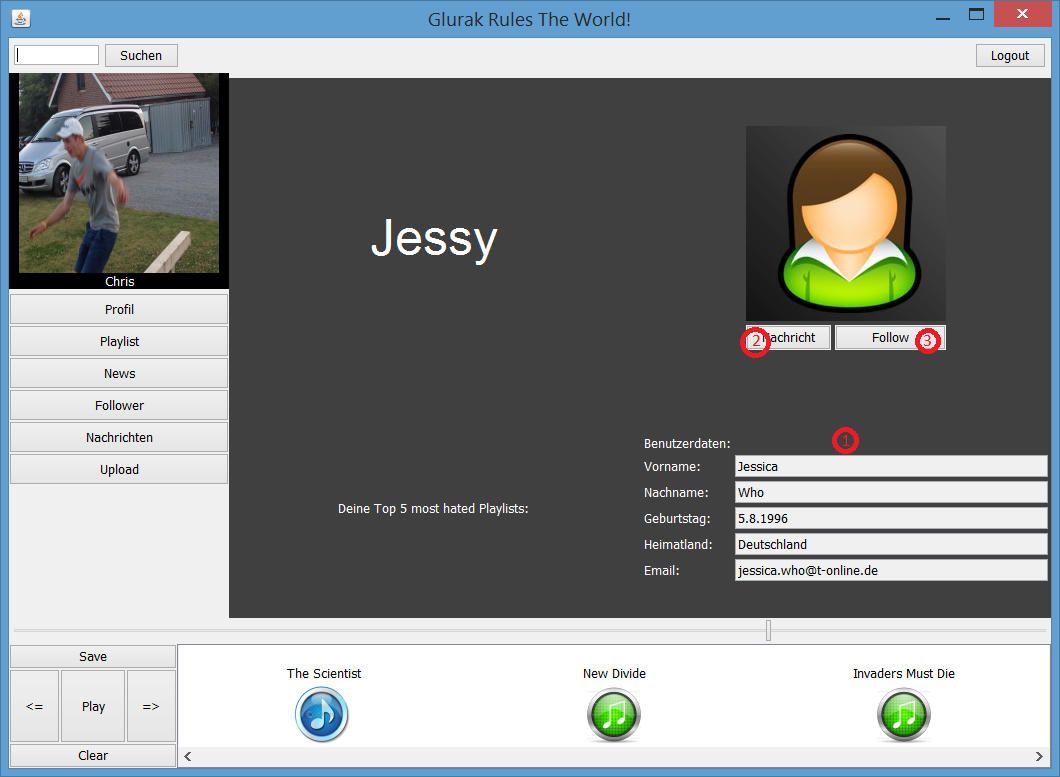 Glurak Rules The World!
Suchen
Logout
Chris
Profil
Playlist
News
Follower
Nachrichten
Upload
Jessy
2 achricht
Follow 3
Benutzerdaten: 1
Vorname: Jessica
Nachname: Who
Geburtstag: 5.8.1996
Heimatland: Deutschland
Email: jessica.who@t-online.de
Deine Top 5 most hated Playlists:
Save
<= Play =>
Clear
The Scientist New Divide Invaders Must Die